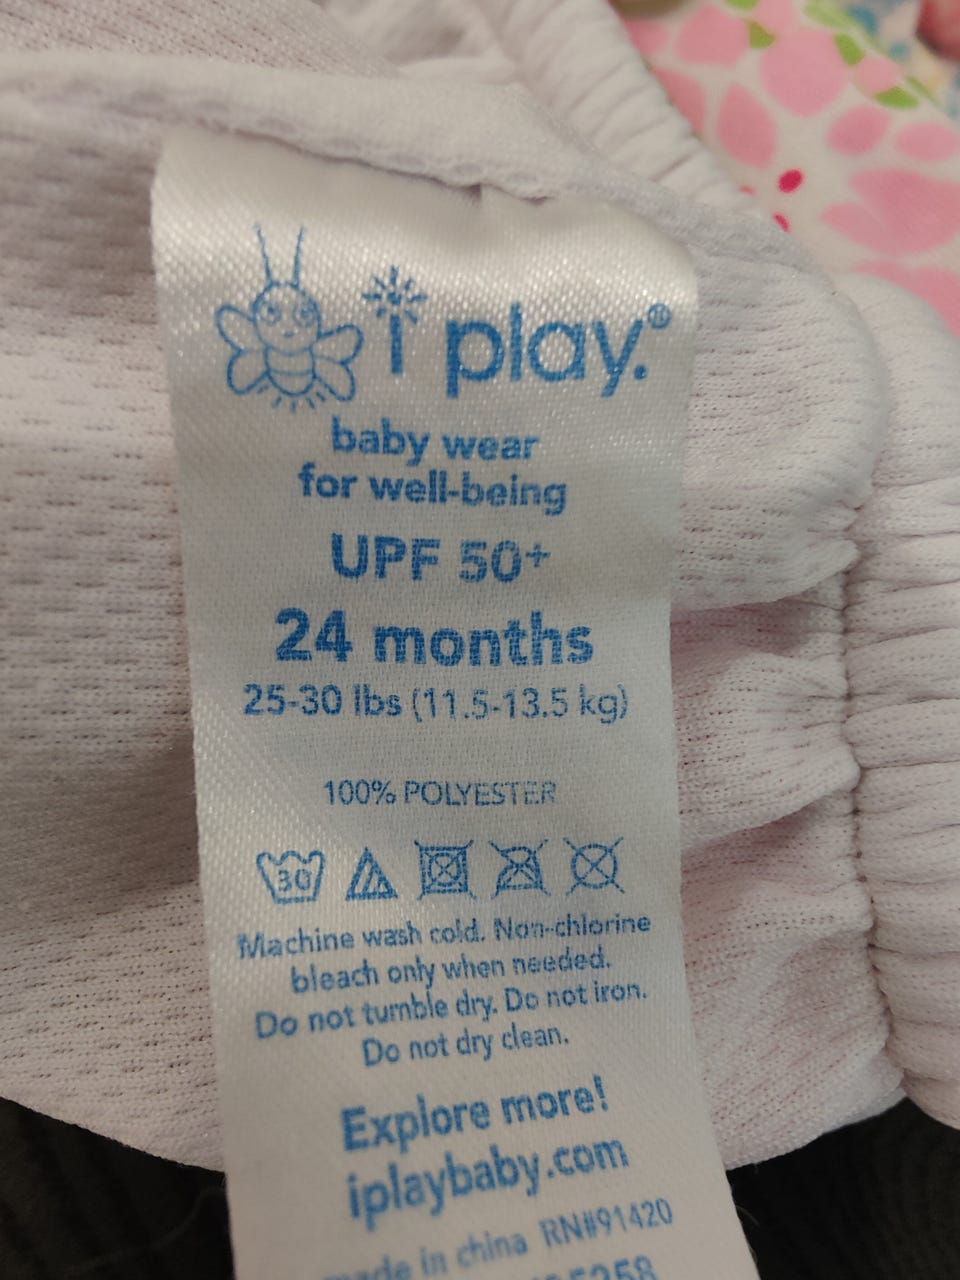 i play.®
baby wear
for well-being
UPF 50+
24 months
25-30 lbs (11.5-13.5 kg)
100% POLYESTER
30
Machine wash cold. Non-chlorine
bleach only when needed.
Do not tumble dry. Do not iron.
Do not dry clean.
Explore more!
iplaybaby.com
made in china RN#91420